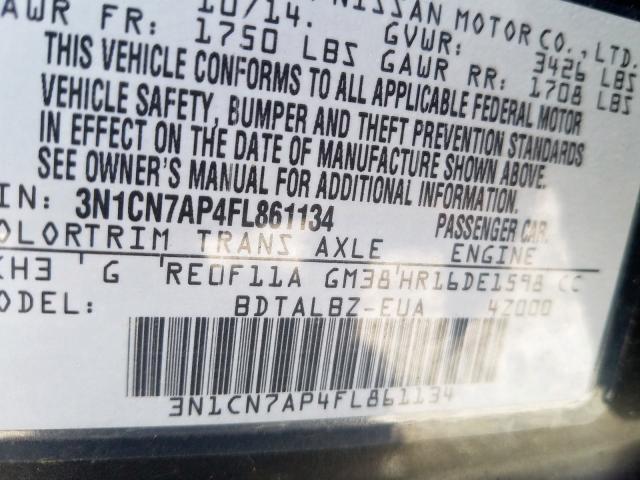 10/14. NISSAN MOTOR CO., LTD.
GAWR FR: 1750 LBS GVWR: 3426 LBS
GAWR RR: 1708 LBS
THIS VEHICLE CONFORMS TO ALL APPLICABLE FEDERAL MOTOR
VEHICLE SAFETY, BUMPER AND THEFT PREVENTION STANDARDS
IN EFFECT ON THE DATE OF MANUFACTURE SHOWN ABOVE.
SEE OWNER'S MANUAL FOR ADDITIONAL INFORMATION.
IN: 3N1CN7AP4FL861134 PASSENGER CAR
OLORTRIM TRANS AXLE ENGINE
KH3 G RE0F11A GM38 HR16DE1598 CC
ODEL: BDTALBZ-EUA 42000
3N1CN7AP4FL861134